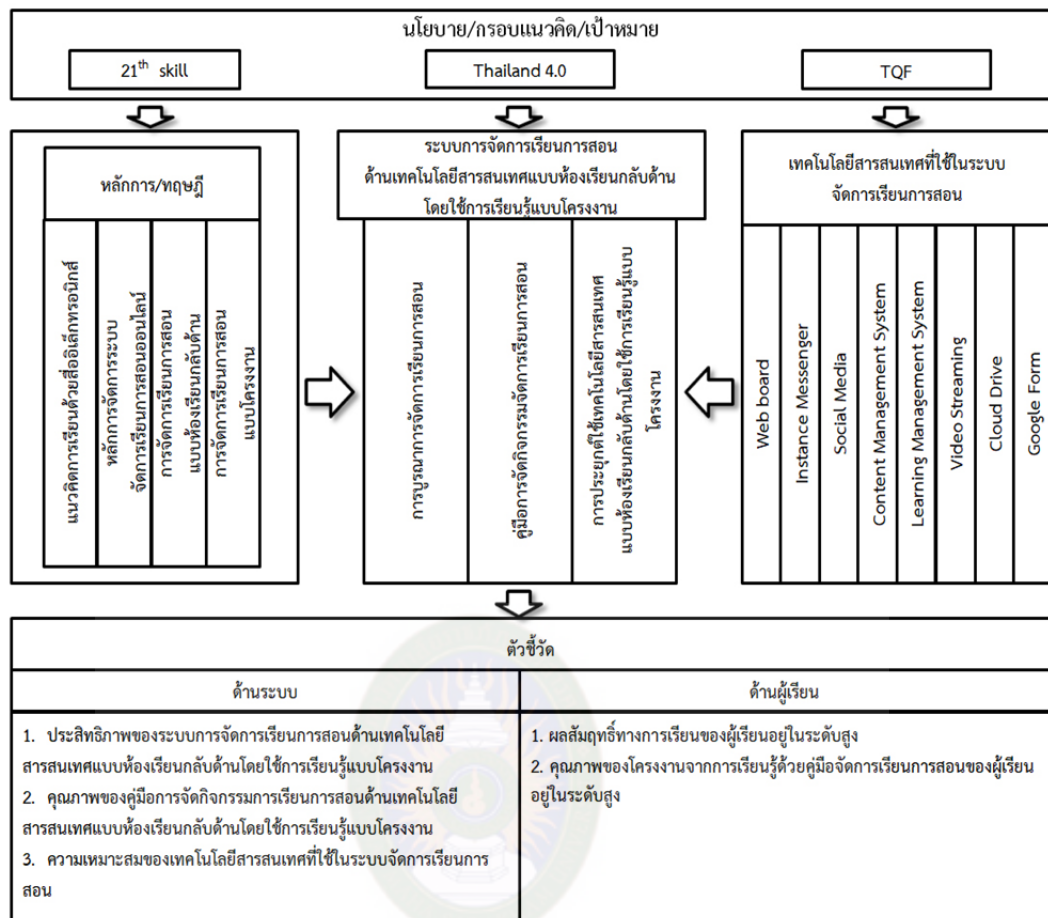 นโยบาย/กรอบแนวคิด/เป้าหมาย
21th skill
Thailand 4.0
TQF
หลักการ/ทฤษฎี
แนวคิดการเรียนด้วยสื่ออิเล็กทรอนิกส์
หลักการจัดการระบบ
จัดการเรียนการสอนออนไลน์
การจัดการเรียนการสอน
แบบห้องเรียนกลับด้าน
การจัดการเรียนการสอน
แบบโครงงาน
ระบบการจัดการเรียนการสอน
ด้านเทคโนโลยีสารสนเทศแบบห้องเรียนกลับด้าน
โดยใช้การเรียนรู้แบบโครงงาน
การบูรณาการจัดการเรียนการสอน
คู่มือการจัดกิจกรรมจัดการเรียนการสอน
การประยุกต์ใช้เทคโนโลยีสารสนเทศ
แบบห้องเรียนกลับด้านโดยใช้การเรียนรู้แบบ
โครงงาน
เทคโนโลยีสารสนเทศที่ใช้ในระบบ
จัดการเรียนการสอน
Web board
Instance Messenger
Social Media
Content Management System
Learning Management System
Video Streaming
Cloud Drive
Google Form
ตัวชี้วัด
ด้านระบบ
1. ประสิทธิภาพของระบบการจัดการเรียนการสอนด้านเทคโนโลยี
สารสนเทศแบบห้องเรียนกลับด้านโดยใช้การเรียนรู้แบบโครงงาน
2. คุณภาพของคู่มือการจัดกิจกรรมการเรียนการสอนด้านเทคโนโลยี
สารสนเทศแบบห้องเรียนกลับด้านโดยใช้การเรียนรู้แบบโครงงาน
3. ความเหมาะสมของเทคโนโลยีสารสนเทศที่ใช้ในระบบจัดการเรียนการ
สอน
ด้านผู้เรียน
1. ผลสัมฤทธิ์ทางการเรียนของผู้เรียนอยู่ในระดับสูง
2. คุณภาพของโครงงานจากการเรียนรู้ด้วยคู่มือจัดการเรียนการสอนของผู้เรียน
อยู่ในระดับสูง